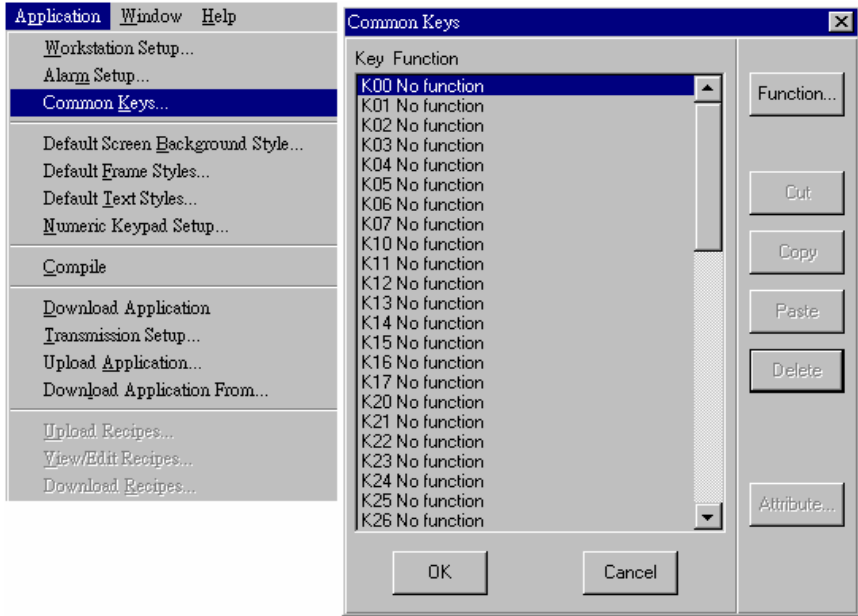 Application Window Help
Workstation Setup...
Alarm Setup...
Common Keys...
Default Screen Background Style...
Default Frame Styles...
Default Text Styles...
Numeric Keypad Setup...
Compile
Download Application
Transmission Setup...
Upload Application...
Download Application From...
Upload Recipes...
View/Edit Recipes...
Download Recipes...
Common Keys
Key Function
K00 No function
K01 No function
K02 No function
K03 No function
K04 No function
K05 No function
K06 No function
K07 No function
K10 No function
K11 No function
K12 No function
K13 No function
K14 No function
K15 No function
K16 No function
K17 No function
K20 No function
K21 No function
K22 No function
K23 No function
K24 No function
K25 No function
K26 No function
OK
Cancel
Function...
Cut
Copy
Paste
Delete
Attribute...